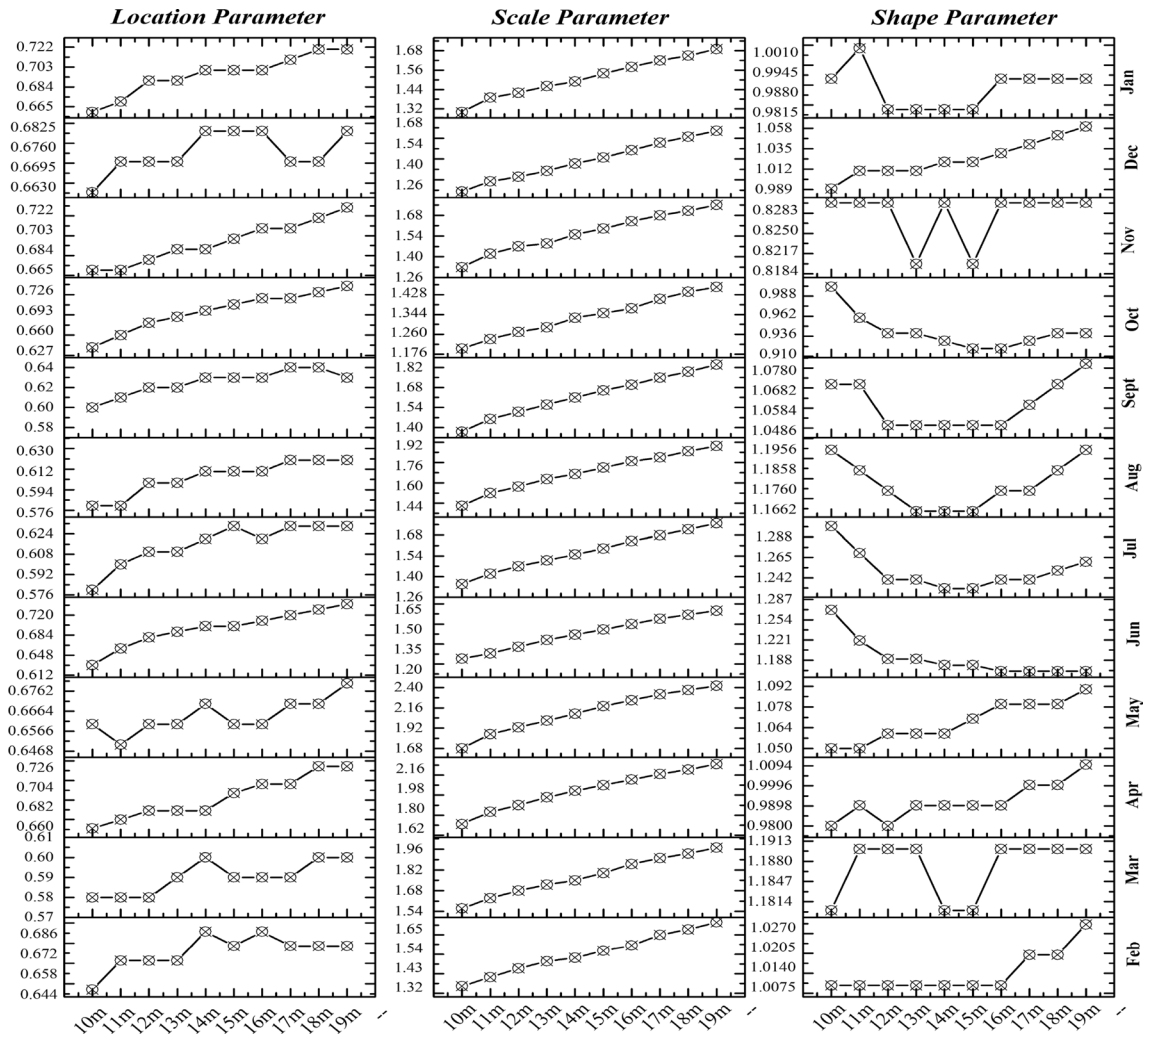 Location Parameter Scale Parameter Shape Parameter
0.722 1.68 1.0010
0.703 1.56 0.9945
0.684 1.44 0.9880
0.665 1.32 0.9815
Jan
0.6825 1.68 1.058
0.6760 1.54 1.035
0.6695 1.40 1.012
0.6630 1.26 0.989
Dec
0.722 1.68 0.8283
0.703 1.54 0.8250
0.684 1.40 0.8217
0.665 1.26 0.8184
Nov
0.726 1.428 0.988
0.693 1.344 0.962
0.660 1.260 0.936
0.627 1.176 0.910
Oct
0.64 1.82 1.0780
0.62 1.68 1.0682
0.60 1.54 1.0584
0.58 1.40 1.0486
Sept
0.630 1.92 1.1956
0.612 1.76 1.1858
0.594 1.60 1.1760
0.576 1.44 1.1662
Aug
0.624 1.68 1.288
0.608 1.54 1.265
0.592 1.40 1.242
0.576 1.26
Jul
0.720 1.65 1.287
0.684 1.50 1.254
0.648 1.35 1.221
0.612 1.20 1.188
Jun
0.6762 2.40 1.092
0.6664 2.16 1.078
0.6566 1.92 1.064
0.6468 1.68 1.050
May
0.726 2.16 1.0094
0.704 1.98 0.9996
0.682 1.80 0.9898
0.660 1.62 0.9800
Apr
0.61 1.96 1.1913
0.60 1.82 1.1880
0.59 1.68 1.1847
0.58 1.54 1.1814
0.57
Mar
0.686 1.65 1.0270
0.672 1.54 1.0205
0.658 1.43 1.0140
0.644 1.32 1.0075
Feb
10m 11m 12m 13m 14m 15m 16m 17m 18m 19m -- 10m 11m 12m 13m 14m 15m 16m 17m 18m 19m -- 10m 11m 12m 13m 14m 15m 16m 17m 18m 19m --